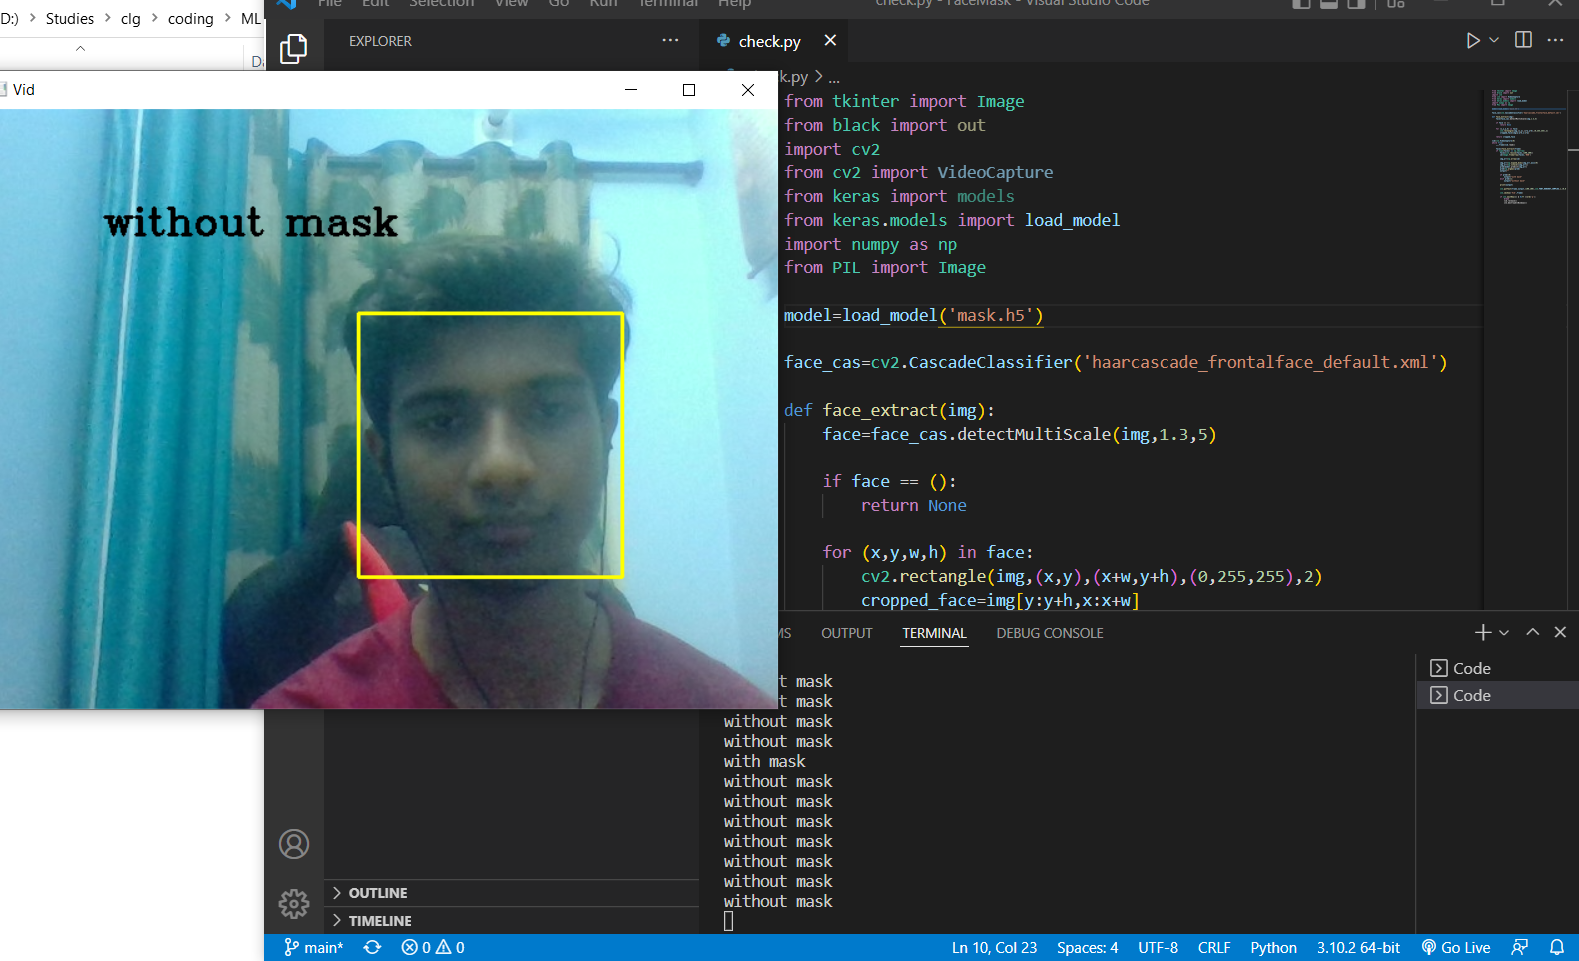 D:) > Studies > clg > coding > ML
File Edit Selection View Go Run Terminal Help
check.py - FaceMask - Visual Studio Code
EXPLORER ...
check.py
Vid
k.py > ...
without mask
from tkinter import Image
from black import out
import cv2
from cv2 import VideoCapture
from keras import models
from keras.models import load_model
import numpy as np
from PIL import Image
model=load_model('mask.h5')
face_cas=cv2.CascadeClassifier('haarcascade_frontalface_default.xml')
def face_extract(img):
face=face_cas.detectMultiScale(img,1.3,5)
if face == ():
return None
for (x,y,w,h) in face:
cv2.rectangle(img,(x,y),(x+w,y+h),(0,255,255),2)
cropped_face=img[y:y+h,x:x+w]
MS OUTPUT TERMINAL DEBUG CONSOLE
t mask
t mask
without mask
without mask
with mask
without mask
without mask
without mask
without mask
without mask
without mask
without mask
Code
Code
OUTLINE
TIMELINE
main* 0 0 Ln 10, Col 23 Spaces: 4 UTF-8 CRLF Python 3.10.2 64-bit Go Live